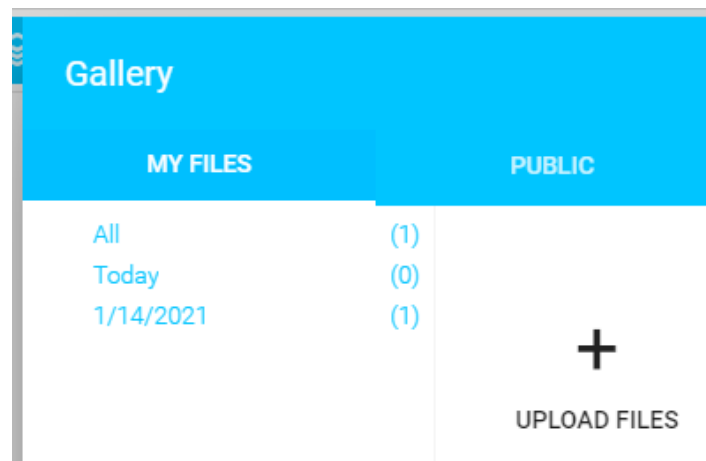 Gallery
MY FILES PUBLIC
All (1)
Today (0)
1/14/2021 (1)
+
UPLOAD FILES